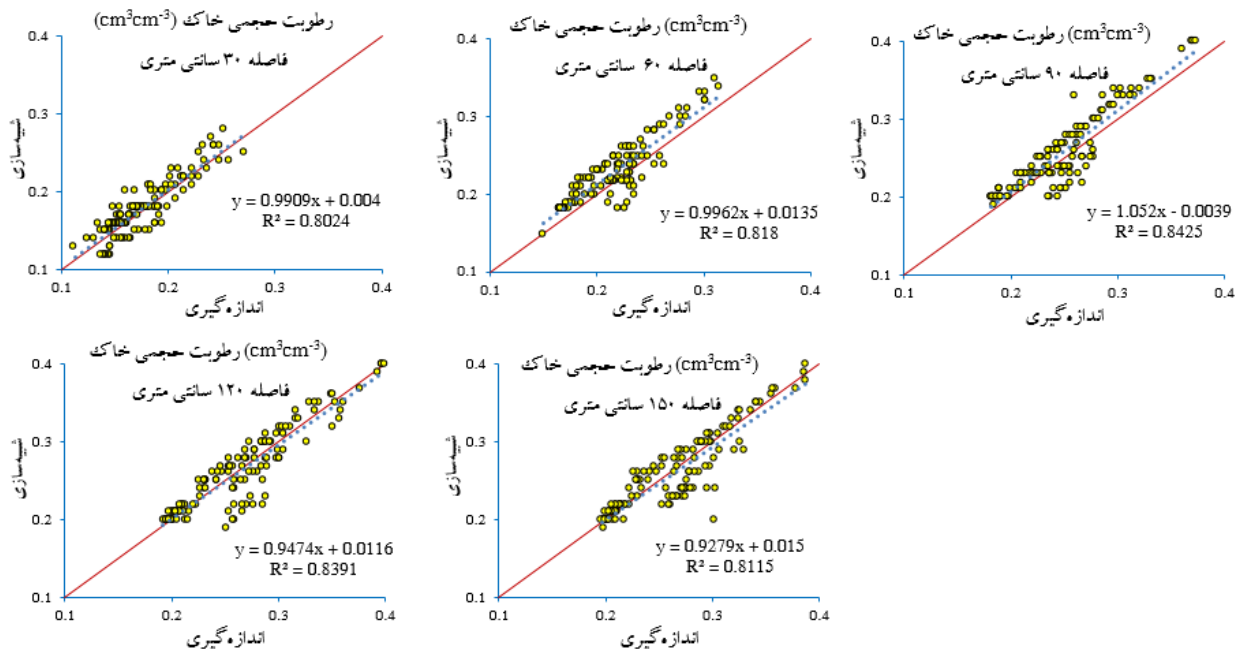 رطوبت حجمی خاک (cm³cm⁻³)
فاصله ۳۰ سانتی متری
0.4
0.3
0.2
0.1
شبیه‌سازی
y = 0.9909x + 0.004
R² = 0.8024
0.1 0.2 0.3 0.4
اندازه‌گیری
رطوبت حجمی خاک (cm³cm⁻³)
فاصله ۶۰ سانتی متری
0.4
0.3
0.2
0.1
شبیه‌سازی
y = 0.9962x + 0.0135
R² = 0.818
0.1 0.2 0.3 0.4
اندازه‌گیری
رطوبت حجمی خاک (cm³cm⁻³)
فاصله ۹۰ سانتی متری
0.4
0.3
0.2
0.1
شبیه‌سازی
y = 1.052x - 0.0039
R² = 0.8425
0.1 0.2 0.3 0.4
اندازه‌گیری
رطوبت حجمی خاک (cm³cm⁻³)
فاصله ۱۲۰ سانتی متری
0.4
0.3
0.2
0.1
شبیه‌سازی
y = 0.9474x + 0.0116
R² = 0.8391
0.1 0.2 0.3 0.4
اندازه‌گیری
رطوبت حجمی خاک (cm³cm⁻³)
فاصله ۱۵۰ سانتی متری
0.4
0.3
0.2
0.1
شبیه‌سازی
y = 0.9279x + 0.015
R² = 0.8115
0.1 0.2 0.3 0.4
اندازه‌گیری